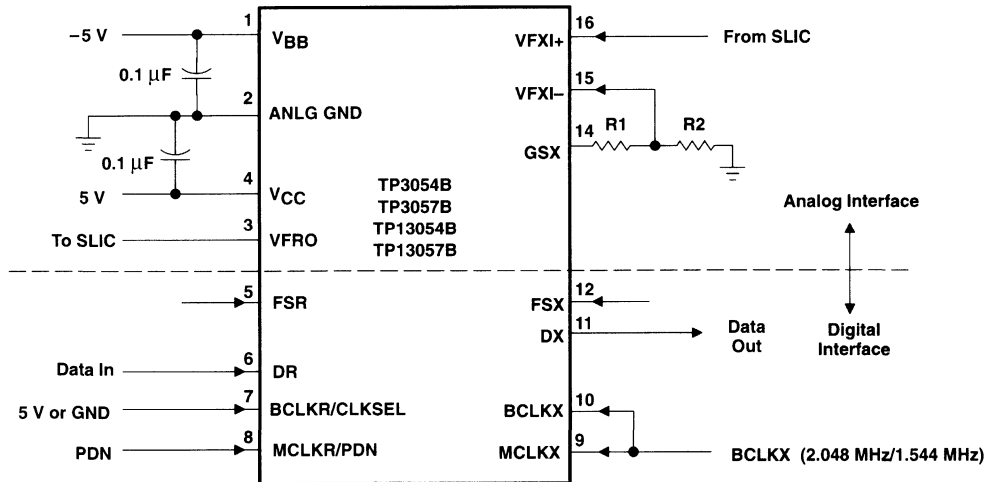 1
−5 V
VBB
0.1 μF
2
ANLG GND
0.1 μF
4
5 V
VCC
3
To SLIC
VFRO
TP3054B
TP3057B
TP13054B
TP13057B
16
VFXI+
From SLIC
15
VFXI−
14
R1
R2
GSX
Analog Interface
5
FSR
12
FSX
11
DX
Data
Out
Digital
Interface
6
Data In
DR
7
5 V or GND
BCLKR/CLKSEL
8
PDN
MCLKR/PDN
10
BCLKX
9
MCLKX
BCLKX (2.048 MHz/1.544 MHz)